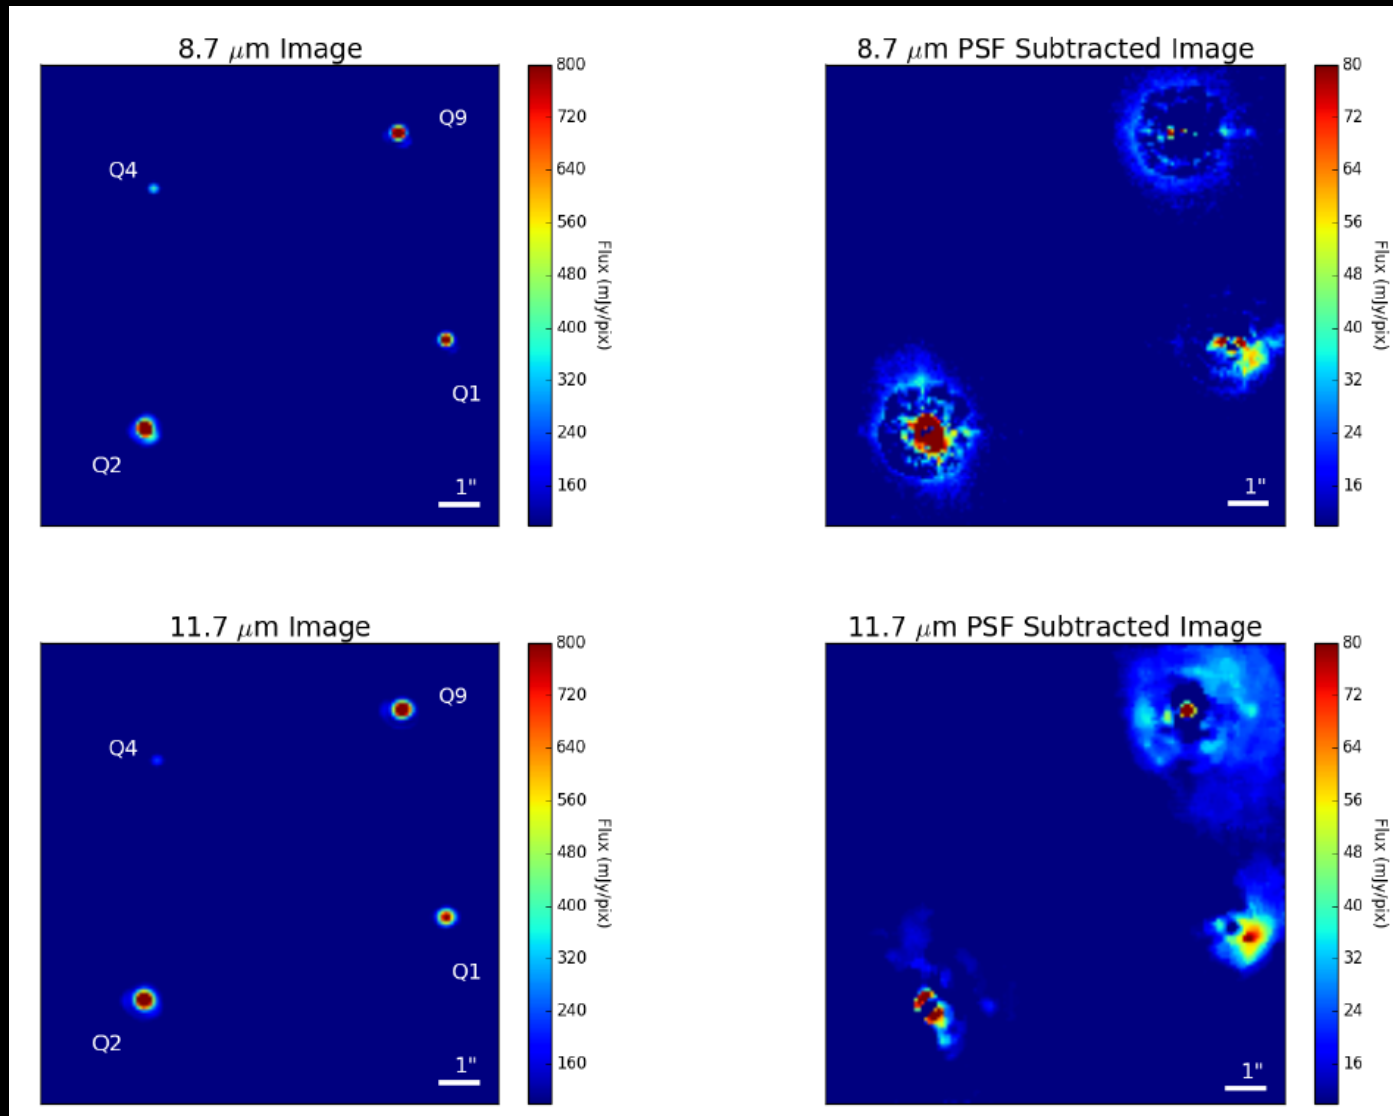 8.7 μm Image
800
720
640
560
480
400
320
240
160
Flux (mJy/pix)
Q9
Q4
Q1
Q2
1"
8.7 μm PSF Subtracted Image
80
72
64
56
48
40
32
24
16
Flux (mJy/pix)
1"
11.7 μm Image
800
720
640
560
480
400
320
240
160
Flux (mJy/pix)
Q9
Q4
Q1
Q2
1"
11.7 μm PSF Subtracted Image
80
72
64
56
48
40
32
24
16
Flux (mJy/pix)
1"